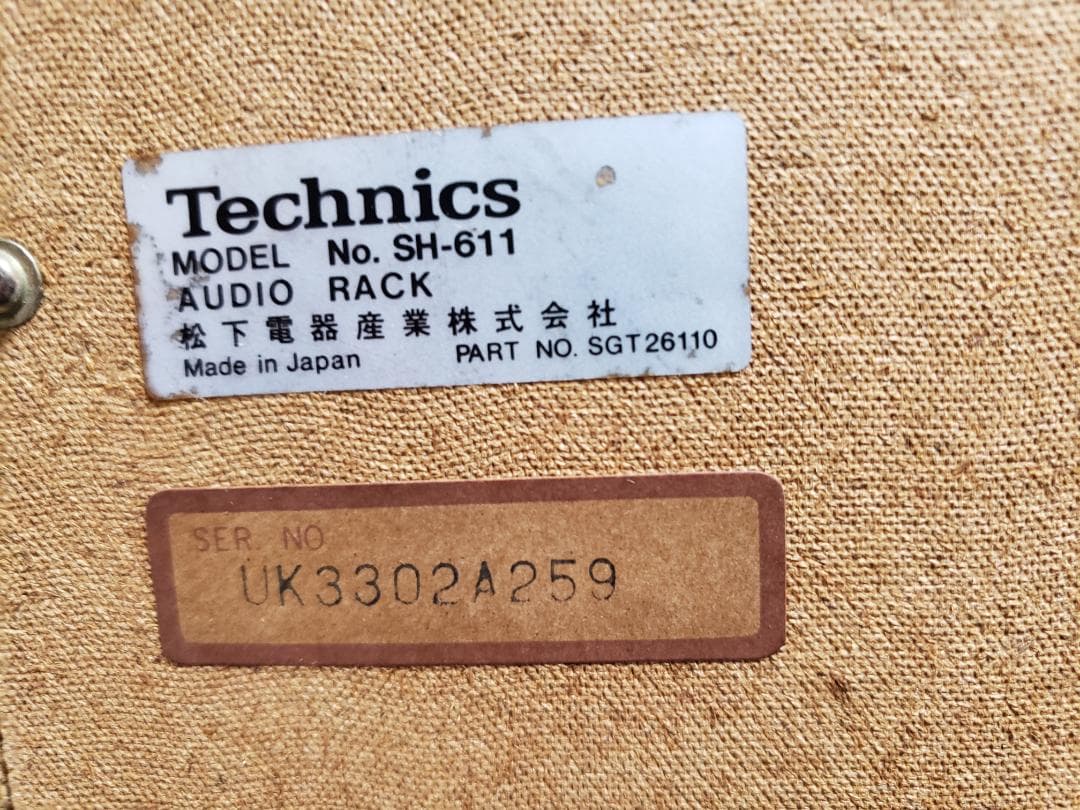 Technics
MODEL No. SH-611
AUDIO RACK
松下電器産業株式会社
Made in Japan PART NO. SGT26110
SER. NO
UK3302A259